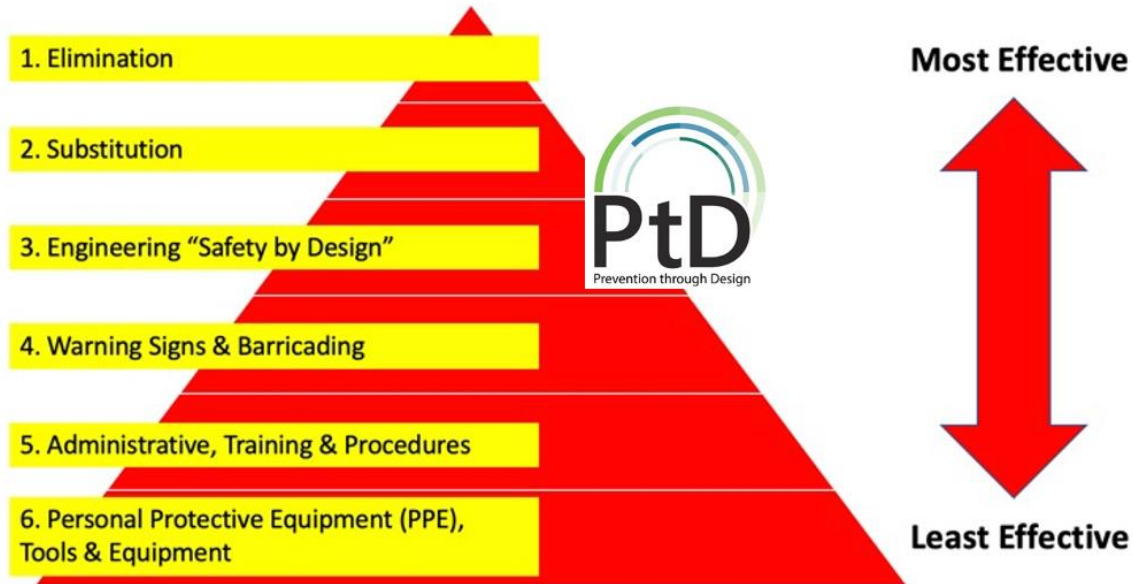 1. Elimination
Most Effective
2. Substitution
PtD
Prevention through Design
3. Engineering “Safety by Design”
4. Warning Signs & Barricading
5. Administrative, Training & Procedures
6. Personal Protective Equipment (PPE),
Tools & Equipment
Least Effective